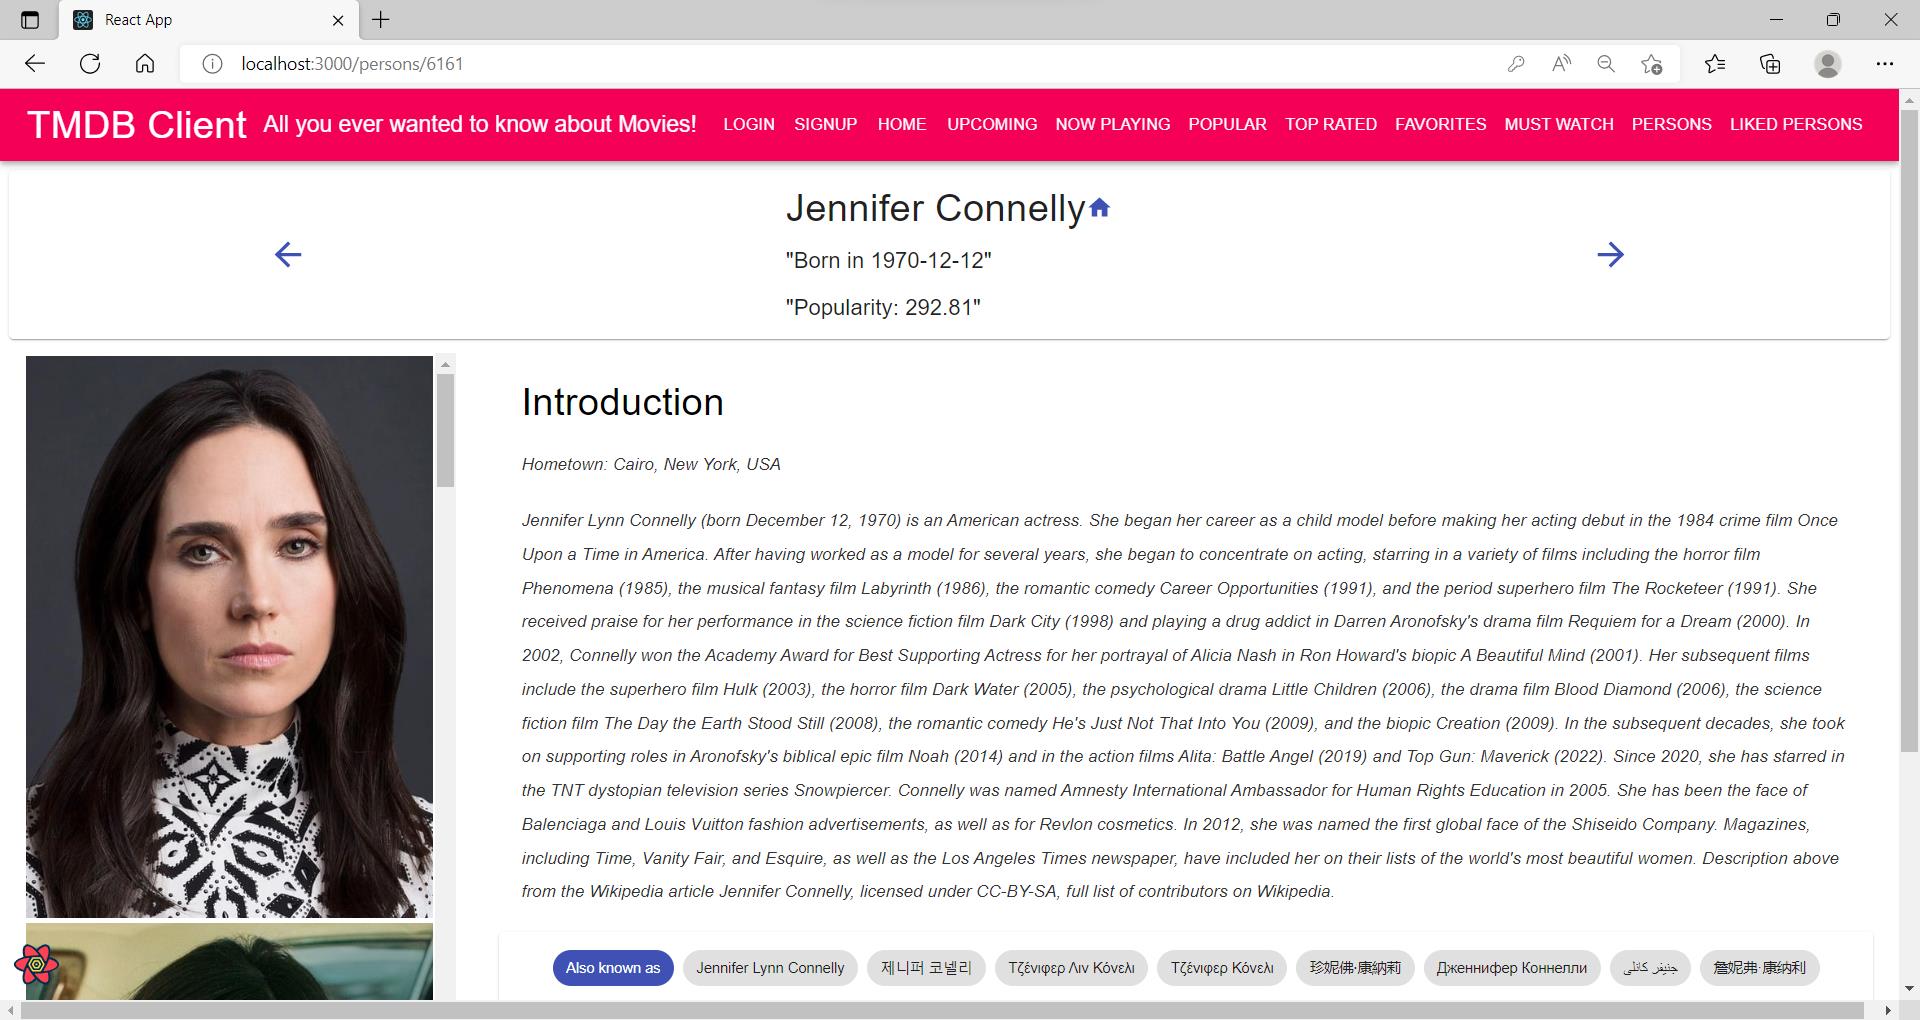 React App
localhost:3000/persons/6161
TMDB Client All you ever wanted to know about Movies! LOGIN SIGNUP HOME UPCOMING NOW PLAYING POPULAR TOP RATED FAVORITES MUST WATCH PERSONS LIKED PERSONS
Jennifer Connelly
"Born in 1970-12-12"
"Popularity: 292.81"
Introduction
Hometown: Cairo, New York, USA
Jennifer Lynn Connelly (born December 12, 1970) is an American actress. She began her career as a child model before making her acting debut in the 1984 crime film Once
Upon a Time in America. After having worked as a model for several years, she began to concentrate on acting, starring in a variety of films including the horror film
Phenomena (1985), the musical fantasy film Labyrinth (1986), the romantic comedy Career Opportunities (1991), and the period superhero film The Rocketeer (1991). She
received praise for her performance in the science fiction film Dark City (1998) and playing a drug addict in Darren Aronofsky's drama film Requiem for a Dream (2000). In
2002, Connelly won the Academy Award for Best Supporting Actress for her portrayal of Alicia Nash in Ron Howard's biopic A Beautiful Mind (2001). Her subsequent films
include the superhero film Hulk (2003), the horror film Dark Water (2005), the psychological drama Little Children (2006), the drama film Blood Diamond (2006), the science
fiction film The Day the Earth Stood Still (2008), the romantic comedy He's Just Not That Into You (2009), and the biopic Creation (2009). In the subsequent decades, she took
on supporting roles in Aronofsky's biblical epic film Noah (2014) and in the action films Alita: Battle Angel (2019) and Top Gun: Maverick (2022). Since 2020, she has starred in
the TNT dystopian television series Snowpiercer. Connelly was named Amnesty International Ambassador for Human Rights Education in 2005. She has been the face of
Balenciaga and Louis Vuitton fashion advertisements, as well as for Revlon cosmetics. In 2012, she was named the first global face of the Shiseido Company. Magazines,
including Time, Vanity Fair, and Esquire, as well as the Los Angeles Times newspaper, have included her on their lists of the world's most beautiful women. Description above
from the Wikipedia article Jennifer Connelly, licensed under CC-BY-SA, full list of contributors on Wikipedia.
Also known as Jennifer Lynn Connelly 제니퍼 코넬리 Τζένιφερ Λιν Κόνελι Τζένιφερ Κόνελι 珍妮佛·康納莉 Дженнифер Коннелли جنیفر کانلی 詹妮弗·康纳利